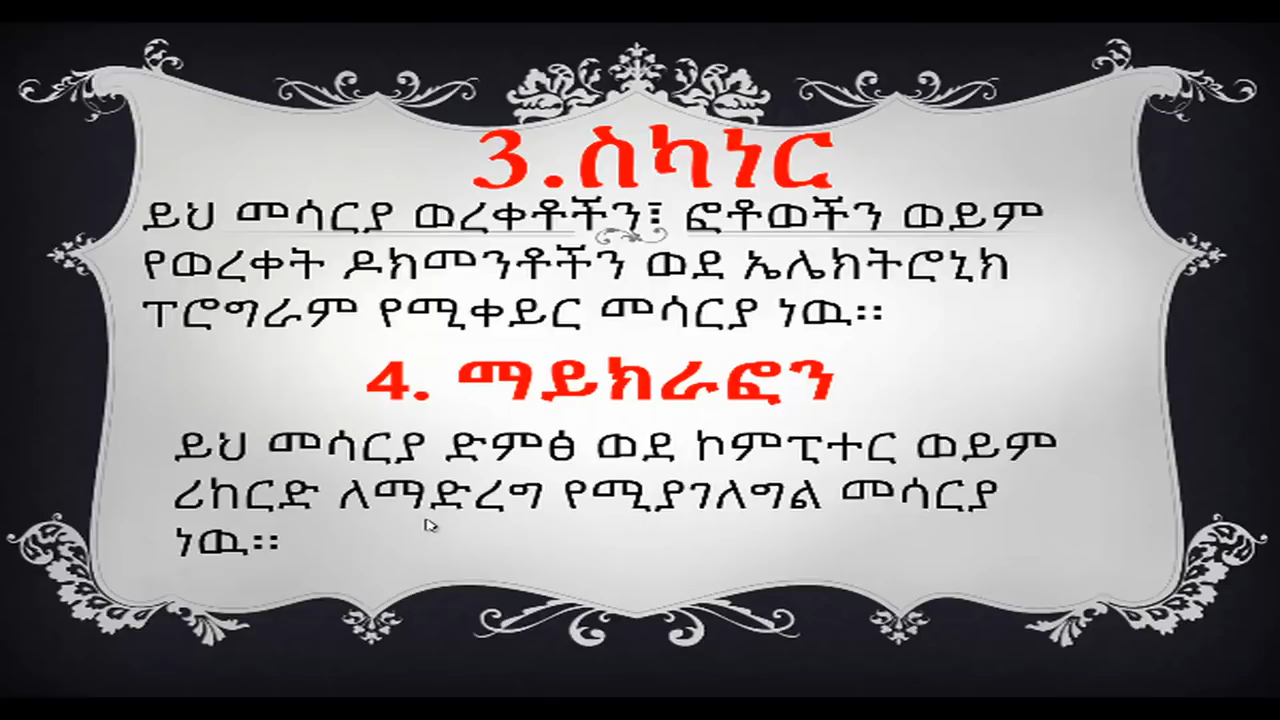 3.ስካነር
ይህ መሳርያ ወረቀቶችን፤ ፎቶወችን ወይም
የወረቀት ዶክመንቶችን ወደ ኤሌክትሮኒክ
ፐሮግራም የሚቀይር መሳርያ ነዉ፡፡
4. ማይክራፎን
ይህ መሳርያ ድምፅ ወደ ኮምፒተር ወይም
ሪከርድ ለማድረግ የሚያገለግል መሳርያ
ነዉ፡፡